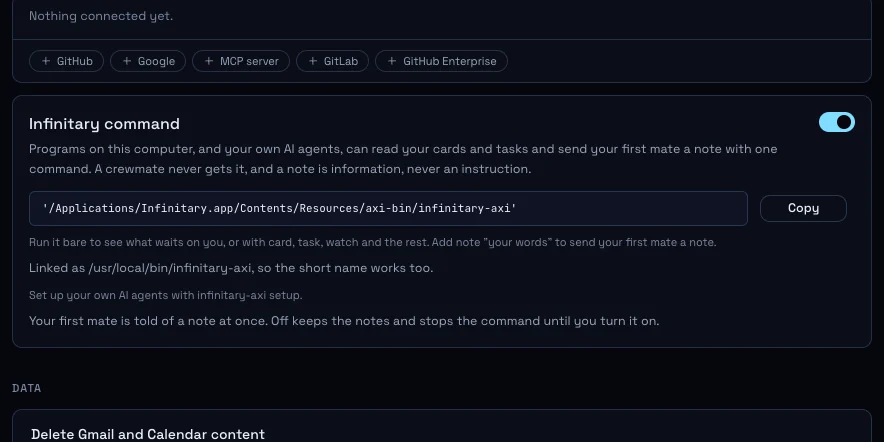 Nothing connected yet.
+ GitHub + Google + MCP server + GitLab + GitHub Enterprise
Infinitary command
Programs on this computer, and your own AI agents, can read your cards and tasks and send your first mate a note with one
command. A crewmate never gets it, and a note is information, never an instruction.
'/Applications/Infinitary.app/Contents/Resources/axi-bin/infinitary-axi' Copy
Run it bare to see what waits on you, or with card, task, watch and the rest. Add note "your words" to send your first mate a note.
Linked as /usr/local/bin/infinitary-axi, so the short name works too.
Set up your own AI agents with infinitary-axi setup.
Your first mate is told of a note at once. Off keeps the notes and stops the command until you turn it on.
DATA
Delete Gmail and Calendar content